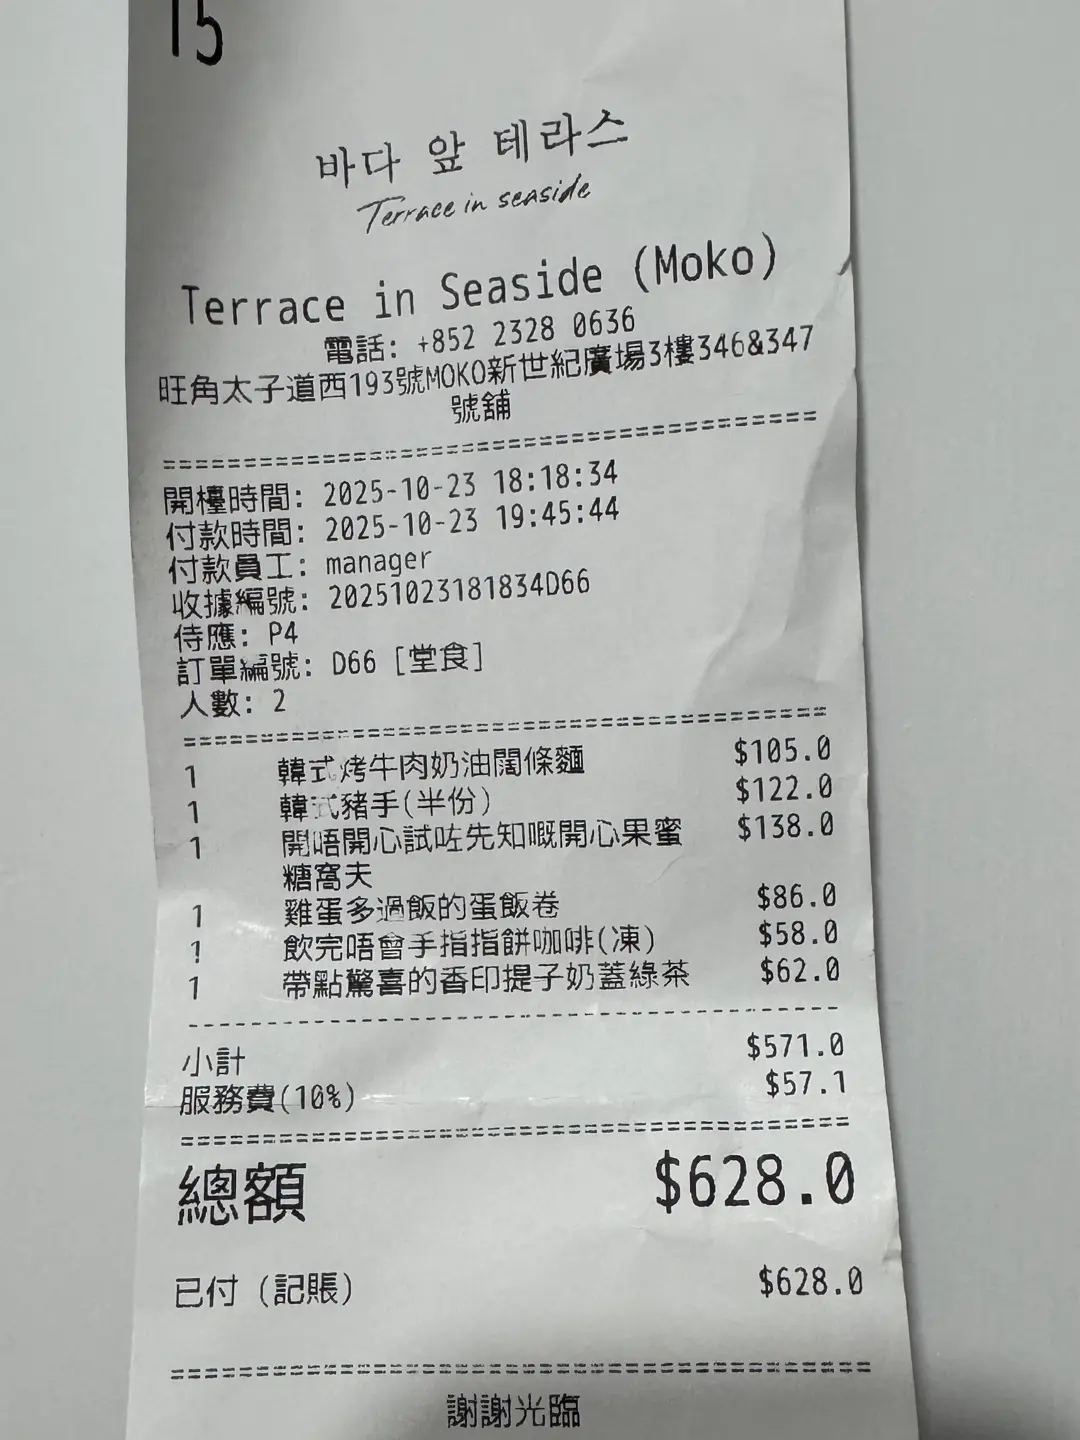 15
바다 앞 테라스
Terrace in seaside
Terrace in Seaside (Moko)
電話: +852 2328 0636
旺角太子道西193號MOKO新世紀廣場3樓346&347
號舖
開檯時間: 2025-10-23 18:18:34
付款時間: 2025-10-23 19:45:44
付款員工: manager
收據編號: 20251023181834D66
侍應: P4
訂單編號: D66 [堂食]
人數: 2
1 韓式烤牛肉奶油闊條麵 $105.0
1 韓式豬手(半份) $122.0
1 開唔開心試咗先知嘅開心果蜜 $138.0
糖窩夫
1 雞蛋多過飯的蛋飯卷 $86.0
1 飲完唔會手指指餅咖啡(凍) $58.0
1 帶點驚喜的香印提子奶蓋綠茶 $62.0
小計 $571.0
服務費(10%) $57.1
總額 $628.0
已付 (記賬) $628.0
謝謝光臨